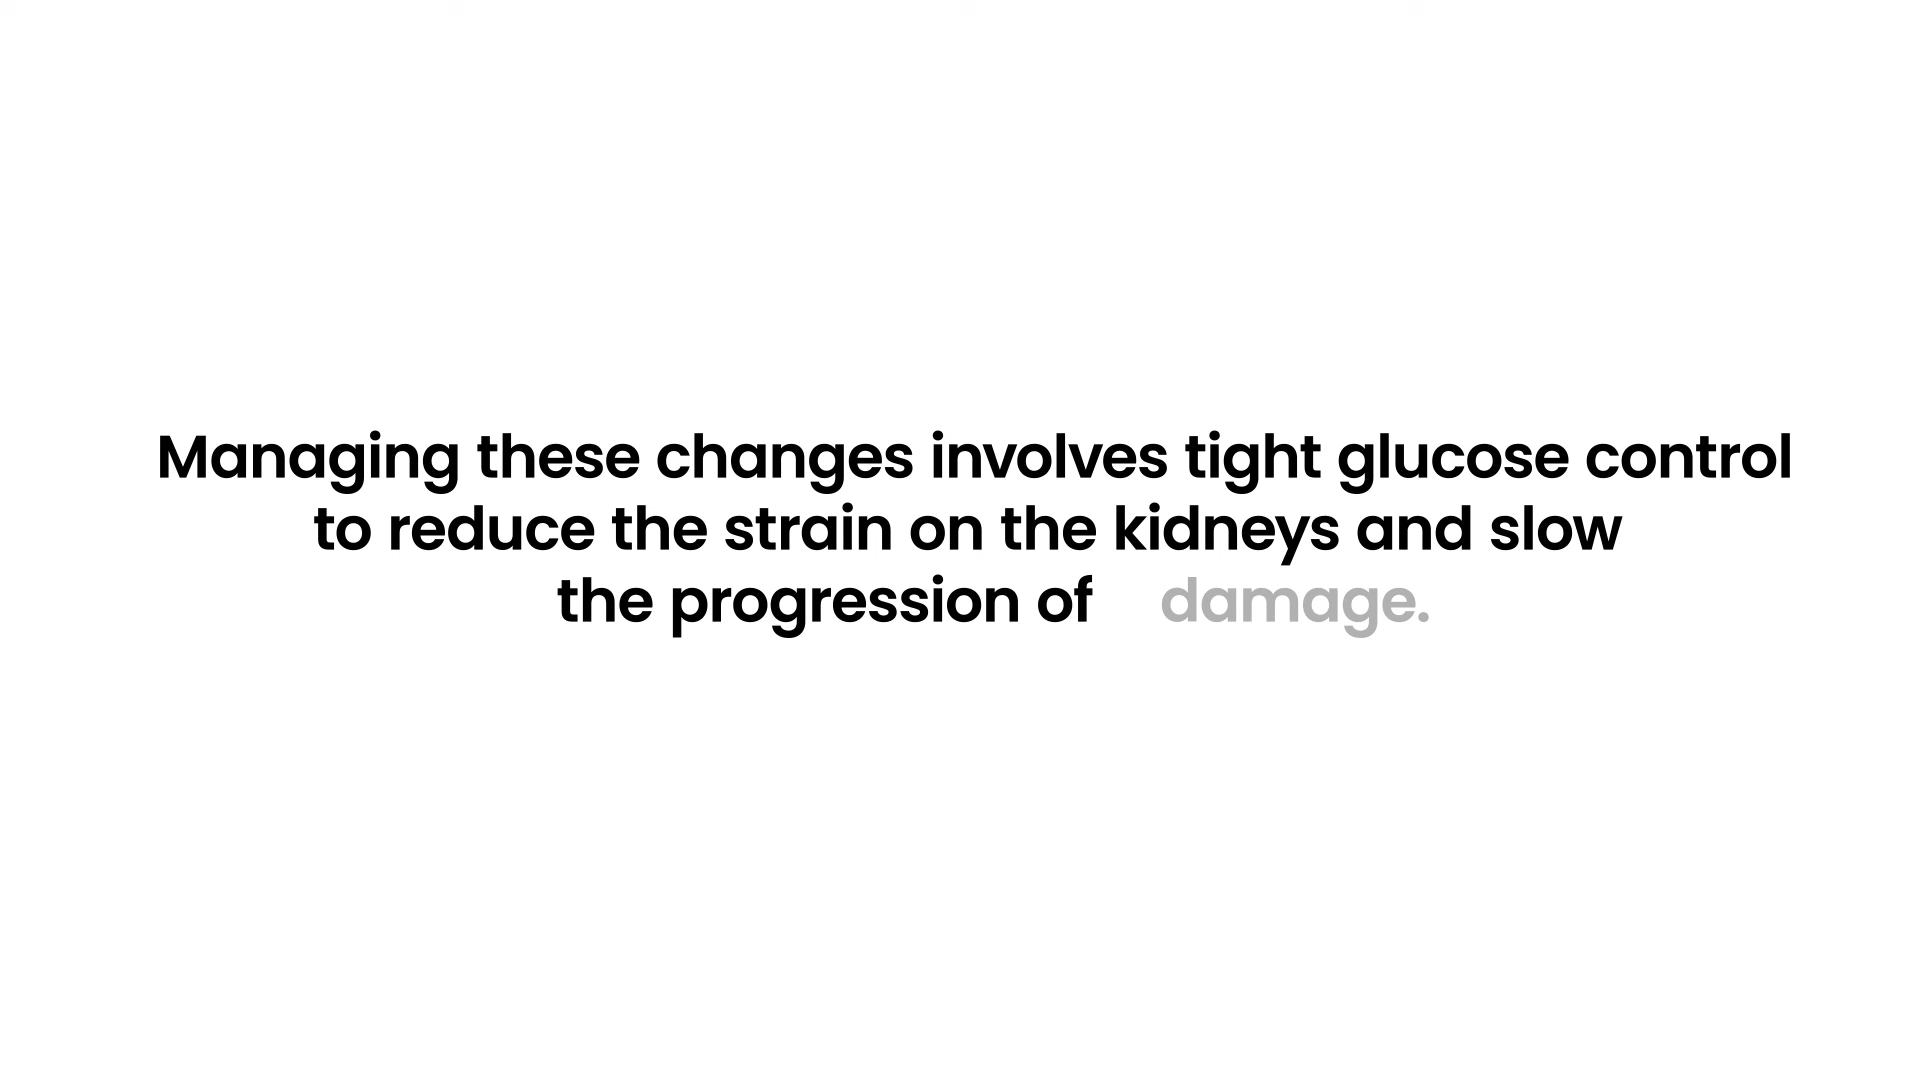 Managing these changes involves tight glucose control
to reduce the strain on the kidneys and slow
the progression of damage.